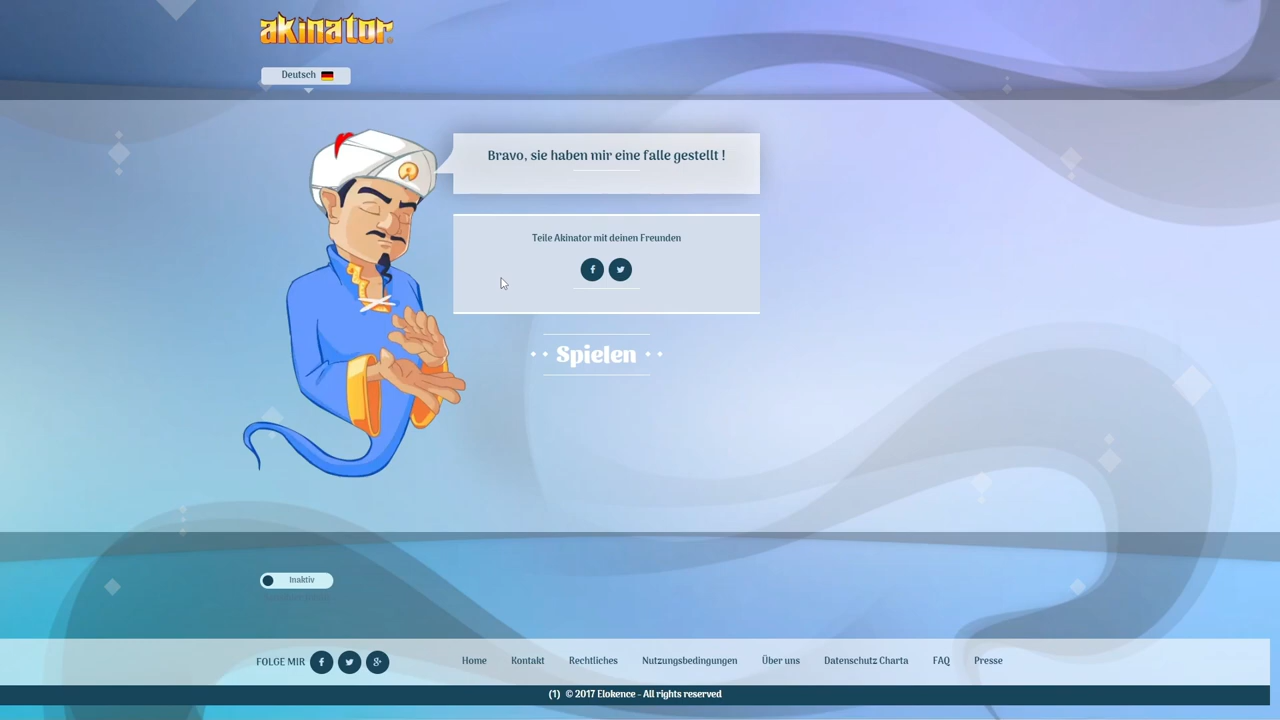 akinator
Deutsch
Bravo, sie haben mir eine falle gestellt !
Teile Akinator mit deinen Freunden
Spielen
Inaktiv
FOLGE MIR
Home Kontakt Rechtliches Nutzungsbedingungen Über uns Datenschutz Charta FAQ Presse
(1) © 2017 Elokence - All rights reserved